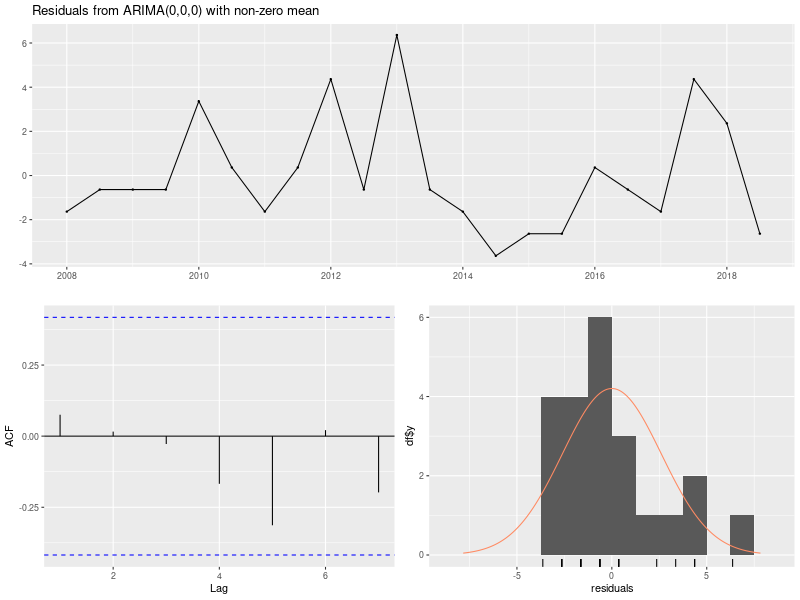 Residuals from ARIMA(0,0,0) with non-zero mean
6
4
2
0
-2
-4
2008 2010 2012 2014 2016 2018
ACF
0.25
0.00
-0.25
2 4 6
Lag
df$y
6
4
2
0
-5 0 5
residuals